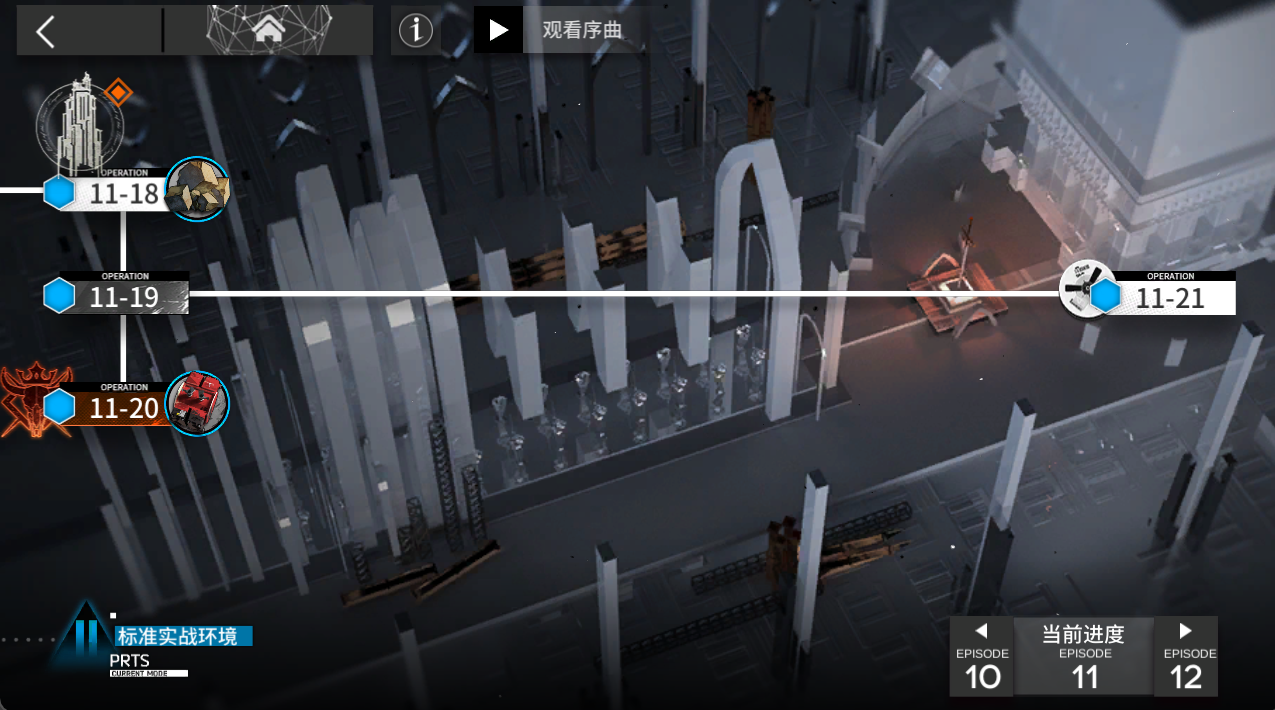 观看序曲
OPERATION
11-18
OPERATION
11-19
OPERATION
11-21
OPERATION
11-20
标准实战环境
PRTS
CURRENT MODE
当前进度
EPISODE
10
EPISODE
11
EPISODE
12